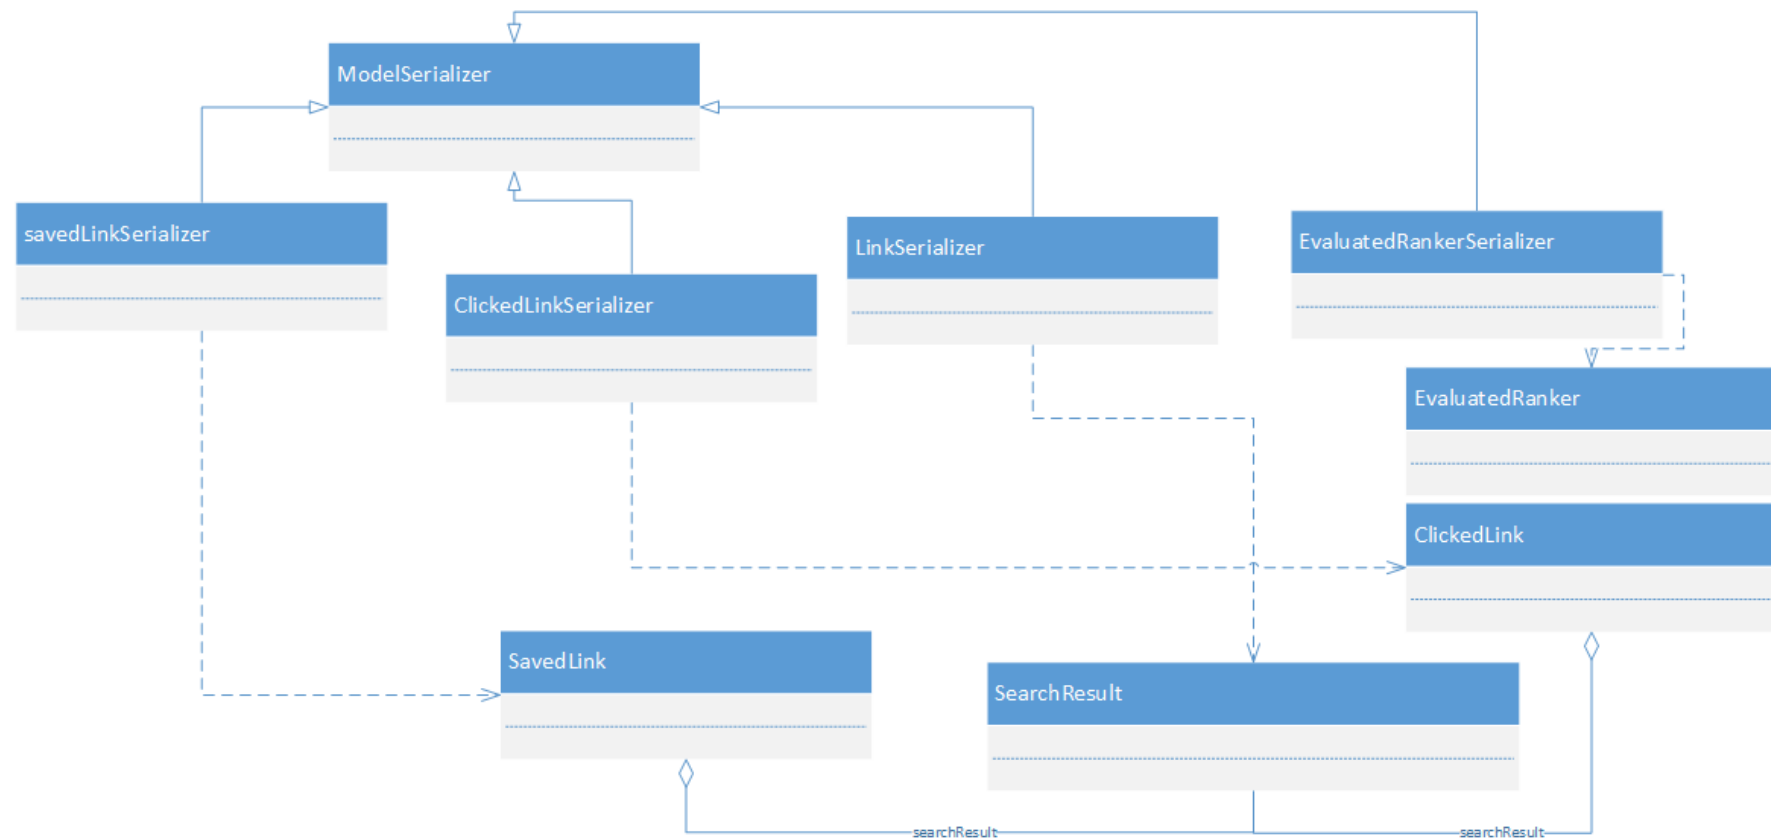 ModelSerializer
savedLinkSerializer
LinkSerializer
EvaluatedRankerSerializer
ClickedLinkSerializer
EvaluatedRanker
ClickedLink
SavedLink
SearchResult
searchResult
searchResult